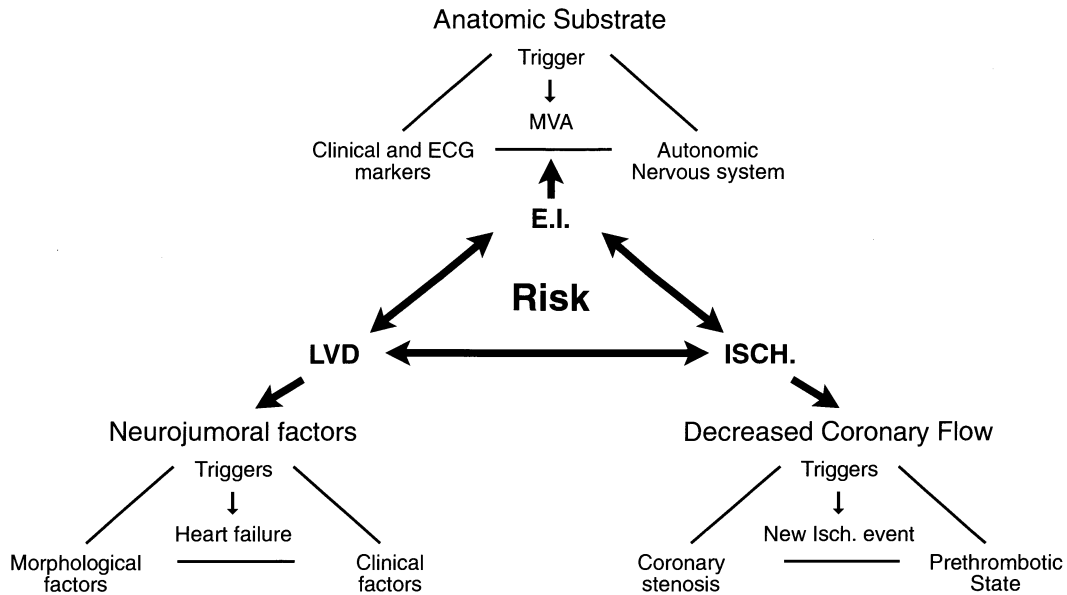 Anatomic Substrate
Trigger
MVA
Clinical and ECG
markers
Autonomic
Nervous system
E.I.
Risk
LVD
ISCH.
Neurojumoral factors
Triggers
Heart failure
Morphological
factors
Clinical
factors
Decreased Coronary Flow
Triggers
New Isch. event
Coronary
stenosis
Prethrombotic
State